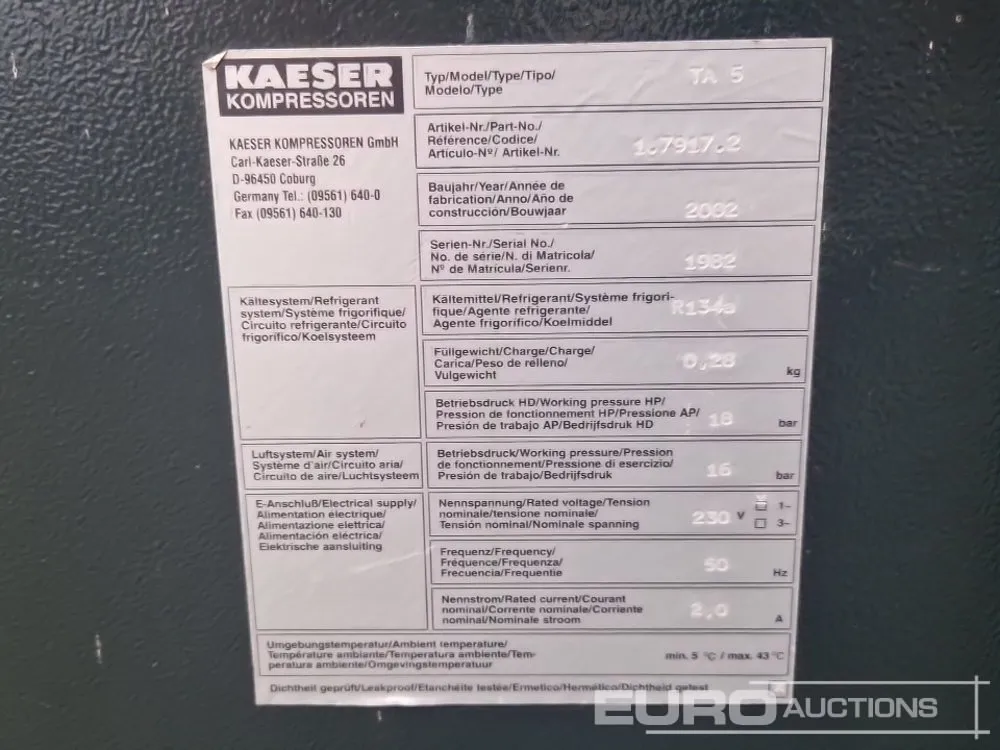 KAESER
KOMPRESSOREN
KAESER KOMPRESSOREN GmbH
Carl-Kaeser-Straße 26
D-96450 Coburg
Germany Tel.: (09561) 640-0
Fax (09561) 640-130
Typ/Model/Type/Tipo/
Modelo/Type
TA 5
Artikel-Nr./Part-No./
Référence/Codice/
Artículo-Nº/ Artikel-Nr.
1.7917.2
Baujahr/Year/Année de
fabrication/Anno/Año de
construcción/Bouwjaar
2002
Serien-Nr./Serial No./
No. de série/N. di Matricola/
Nº de Matrícula/Serienr.
1982
Kältesystem/Refrigerant
system/Système frigorifique/
Circuito refrigerante/Circuito
frigorífico/Koelsysteem
Kältemittel/Refrigerant/Système frigori-
fique/Agente refrigerante/
Agente frigorífico/Koelmiddel
R134a
Füllgewicht/Charge/Charge/
Carica/Peso de relleno/
Vulgewicht
0,28
kg
Betriebsdruck HD/Working pressure HP/
Pression de fonctionnement HP/Pressione AP/
Presión de trabajo AP/Bedrijfsdruk HD
18
bar
Luftsystem/Air system/
Système d'air/Circuito aria/
Circuito de aire/Luchtsysteem
Betriebsdruck/Working pressure/Pression
de fonctionnement/Pressione di esercizio/
Presión de trabajo/Bedrijfsdruk
16
bar
E-Anschluß/Electrical supply/
Alimentation électrique/
Alimentazione elettrica/
Alimentación eléctrica/
Elektrische aansluiting
Nennspannung/Rated voltage/Tension
nominale/tensione nominale/
Tensión nominal/Nominale spanning
230 V
1~
3~
Frequenz/Frequency/
Fréquence/Frequenza/
Frecuencia/Frequentie
50
Hz
Nennstrom/Rated current/Courant
nominal/Corrente nominale/Corriente
nominal/Nominale stroom
2,0
A
Umgebungstemperatur/Ambient temperature/
Température ambiante/Temperatura ambiente/Tem-
peratura ambiente/Omgevingstemperatuur
min. 5 °C / max. 43 °C
Dichtheit geprüft/Leakproof/Etanchéité testée/Ermetico/Hermético/Dichtheid getest
EURO AUCTIONS